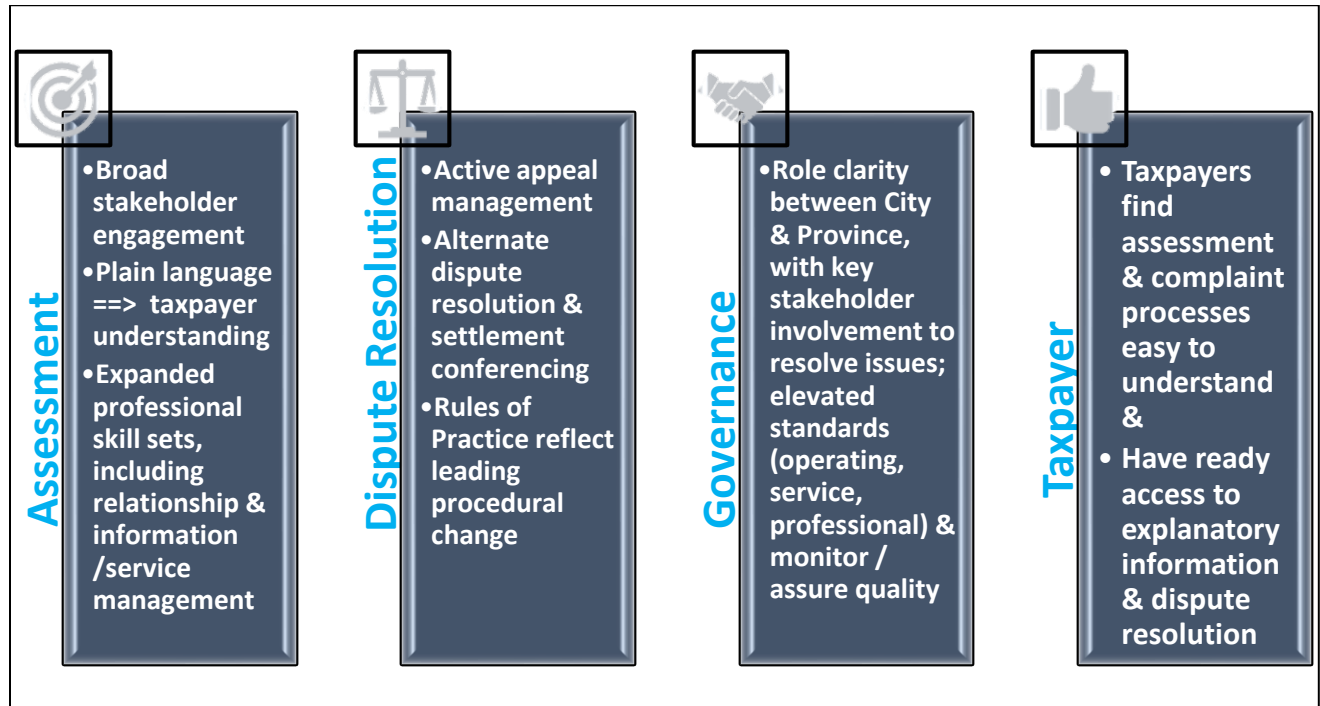 Assessment
•Broad
stakeholder
engagement
•Plain language
==> taxpayer
understanding
•Expanded
professional
skill sets,
including
relationship &
information
/service
management
Dispute Resolution
•Active appeal
management
•Alternate
dispute
resolution &
settlement
conferencing
•Rules of
Practice reflect
leading
procedural
change
Governance
•Role clarity
between City
& Province,
with key
stakeholder
involvement to
resolve issues;
elevated
standards
(operating,
service,
professional) &
monitor /
assure quality
Taxpayer
• Taxpayers
find
assessment
& complaint
processes
easy to
understand
&
• Have ready
access to
explanatory
information
& dispute
resolution